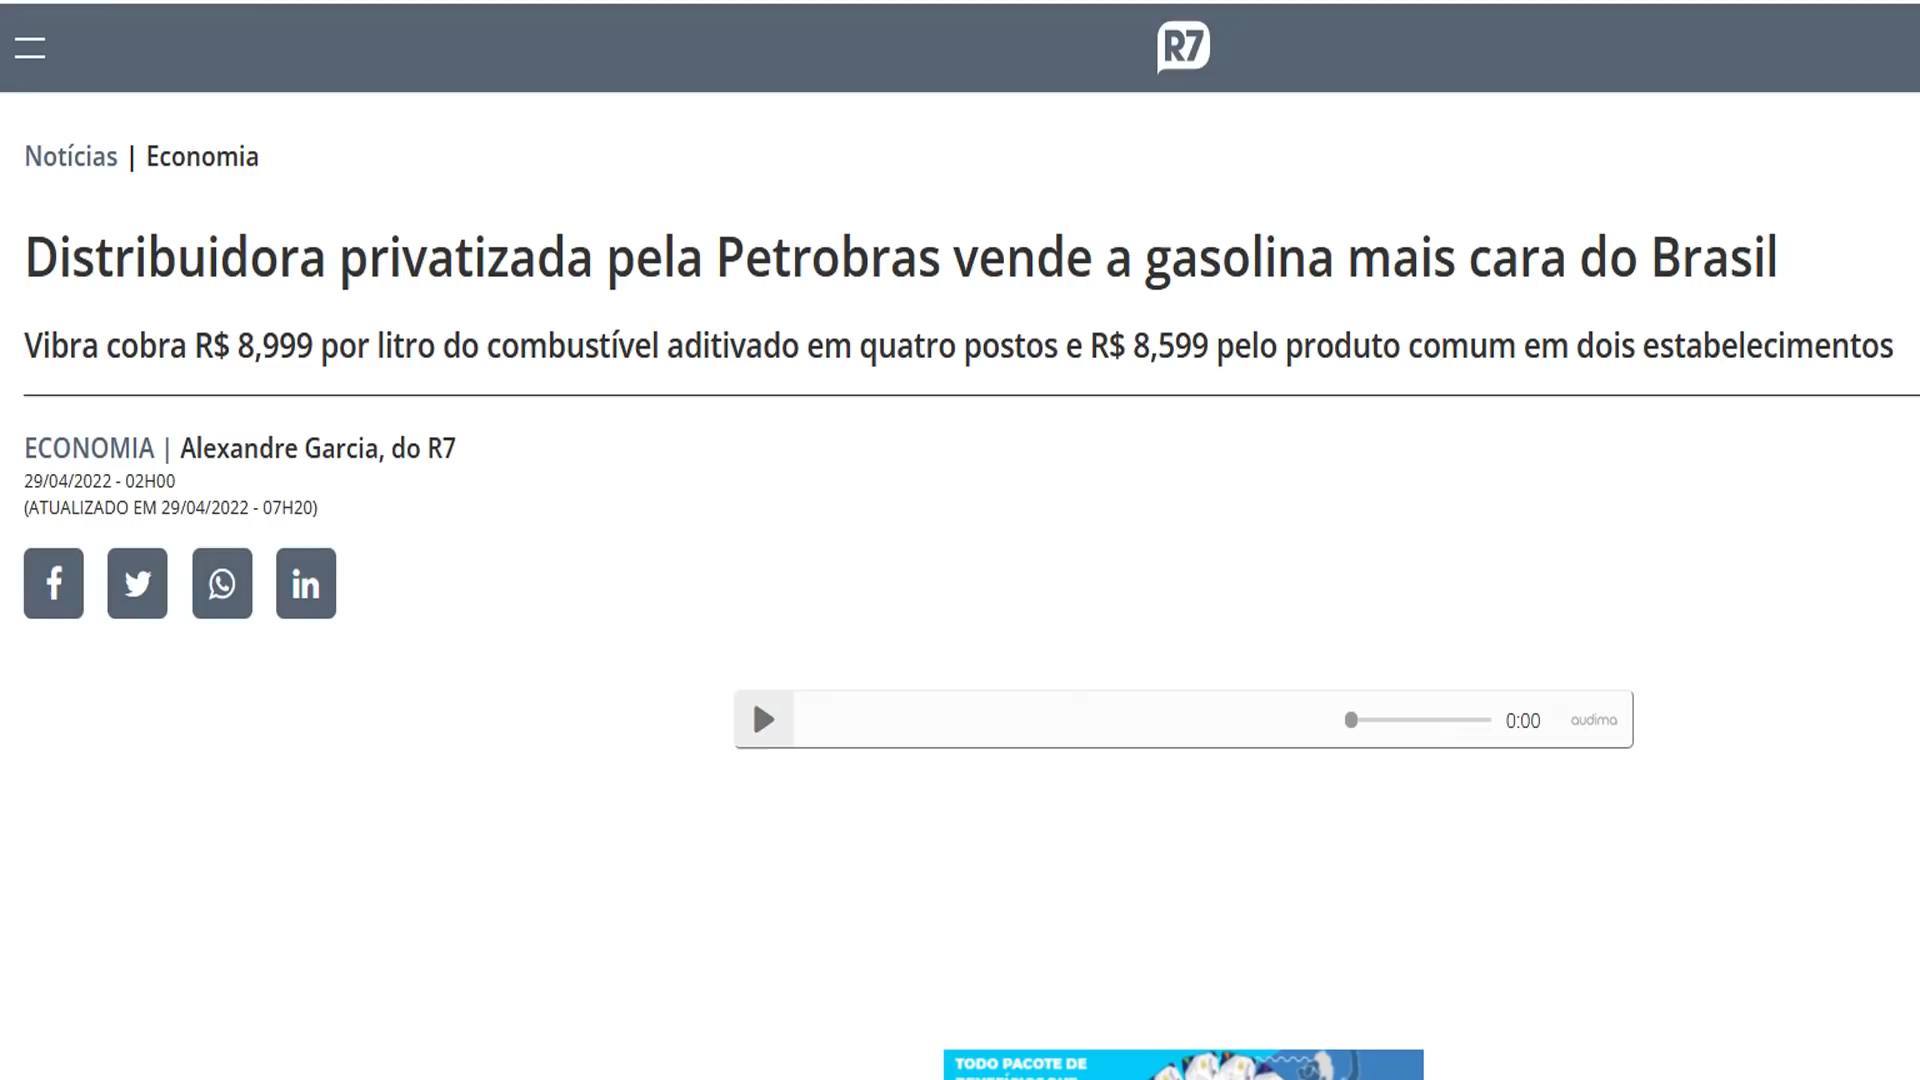 R7
Notícias | Economia
Distribuidora privatizada pela Petrobras vende a gasolina mais cara do Brasil
Vibra cobra R$ 8,999 por litro do combustível aditivado em quatro postos e R$ 8,599 pelo produto comum em dois estabelecimentos
ECONOMIA | Alexandre Garcia, do R7
29/04/2022 - 02H00
(ATUALIZADO EM 29/04/2022 - 07H20)
0:00 audima
TODO PACOTE DE